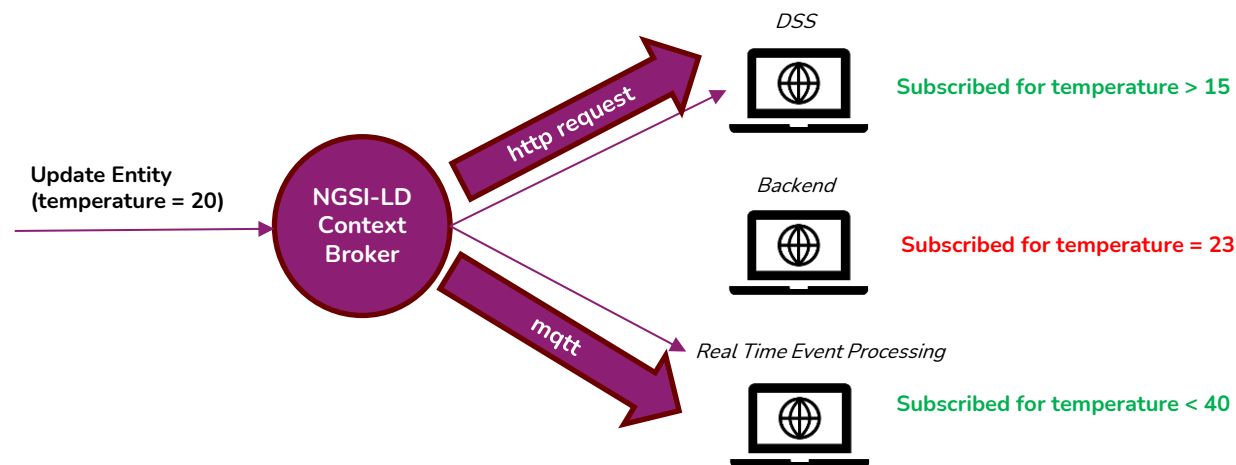 DSS
Subscribed for temperature > 15
http request
Update Entity
(temperature = 20)
NGSI-LD
Context
Broker
Backend
Subscribed for temperature = 23
mqtt
Real Time Event Processing
Subscribed for temperature < 40